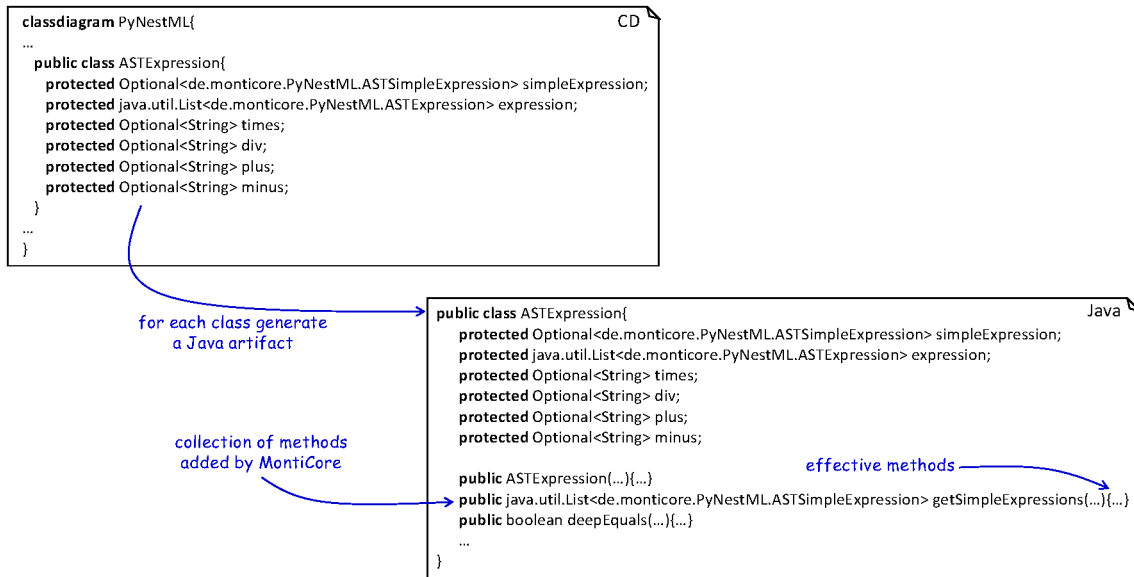 classdiagram PyNestML{
CD
...
public class ASTExpression{
protected Optional<de.monticore.PyNestML.ASTSimpleExpression> simpleExpression;
protected java.util.List<de.monticore.PyNestML.ASTExpression> expression;
protected Optional<String> times;
protected Optional<String> div;
protected Optional<String> plus;
protected Optional<String> minus;
}
...
}
for each class generate
a Java artifact
public class ASTExpression{
Java
protected Optional<de.monticore.PyNestML.ASTSimpleExpression> simpleExpression;
protected java.util.List<de.monticore.PyNestML.ASTExpression> expression;
protected Optional<String> times;
protected Optional<String> div;
protected Optional<String> plus;
protected Optional<String> minus;
collection of methods
added by MontiCore
effective methods
public ASTExpression(...){...}
public java.util.List<de.monticore.PyNestML.ASTSimpleExpression> getSimpleExpressions(...){...}
public boolean deepEquals(...){...}
...
}